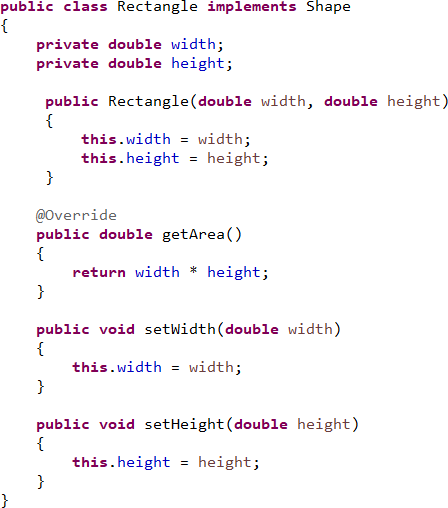 public class Rectangle implements Shape
{
    private double width;
    private double height;

     public Rectangle(double width, double height)
     {
         this.width = width;
         this.height = height;
     }

    @Override
    public double getArea()
    {
        return width * height;
    }

    public void setWidth(double width)
    {
        this.width = width;
    }

    public void setHeight(double height)
    {
        this.height = height;
    }
}